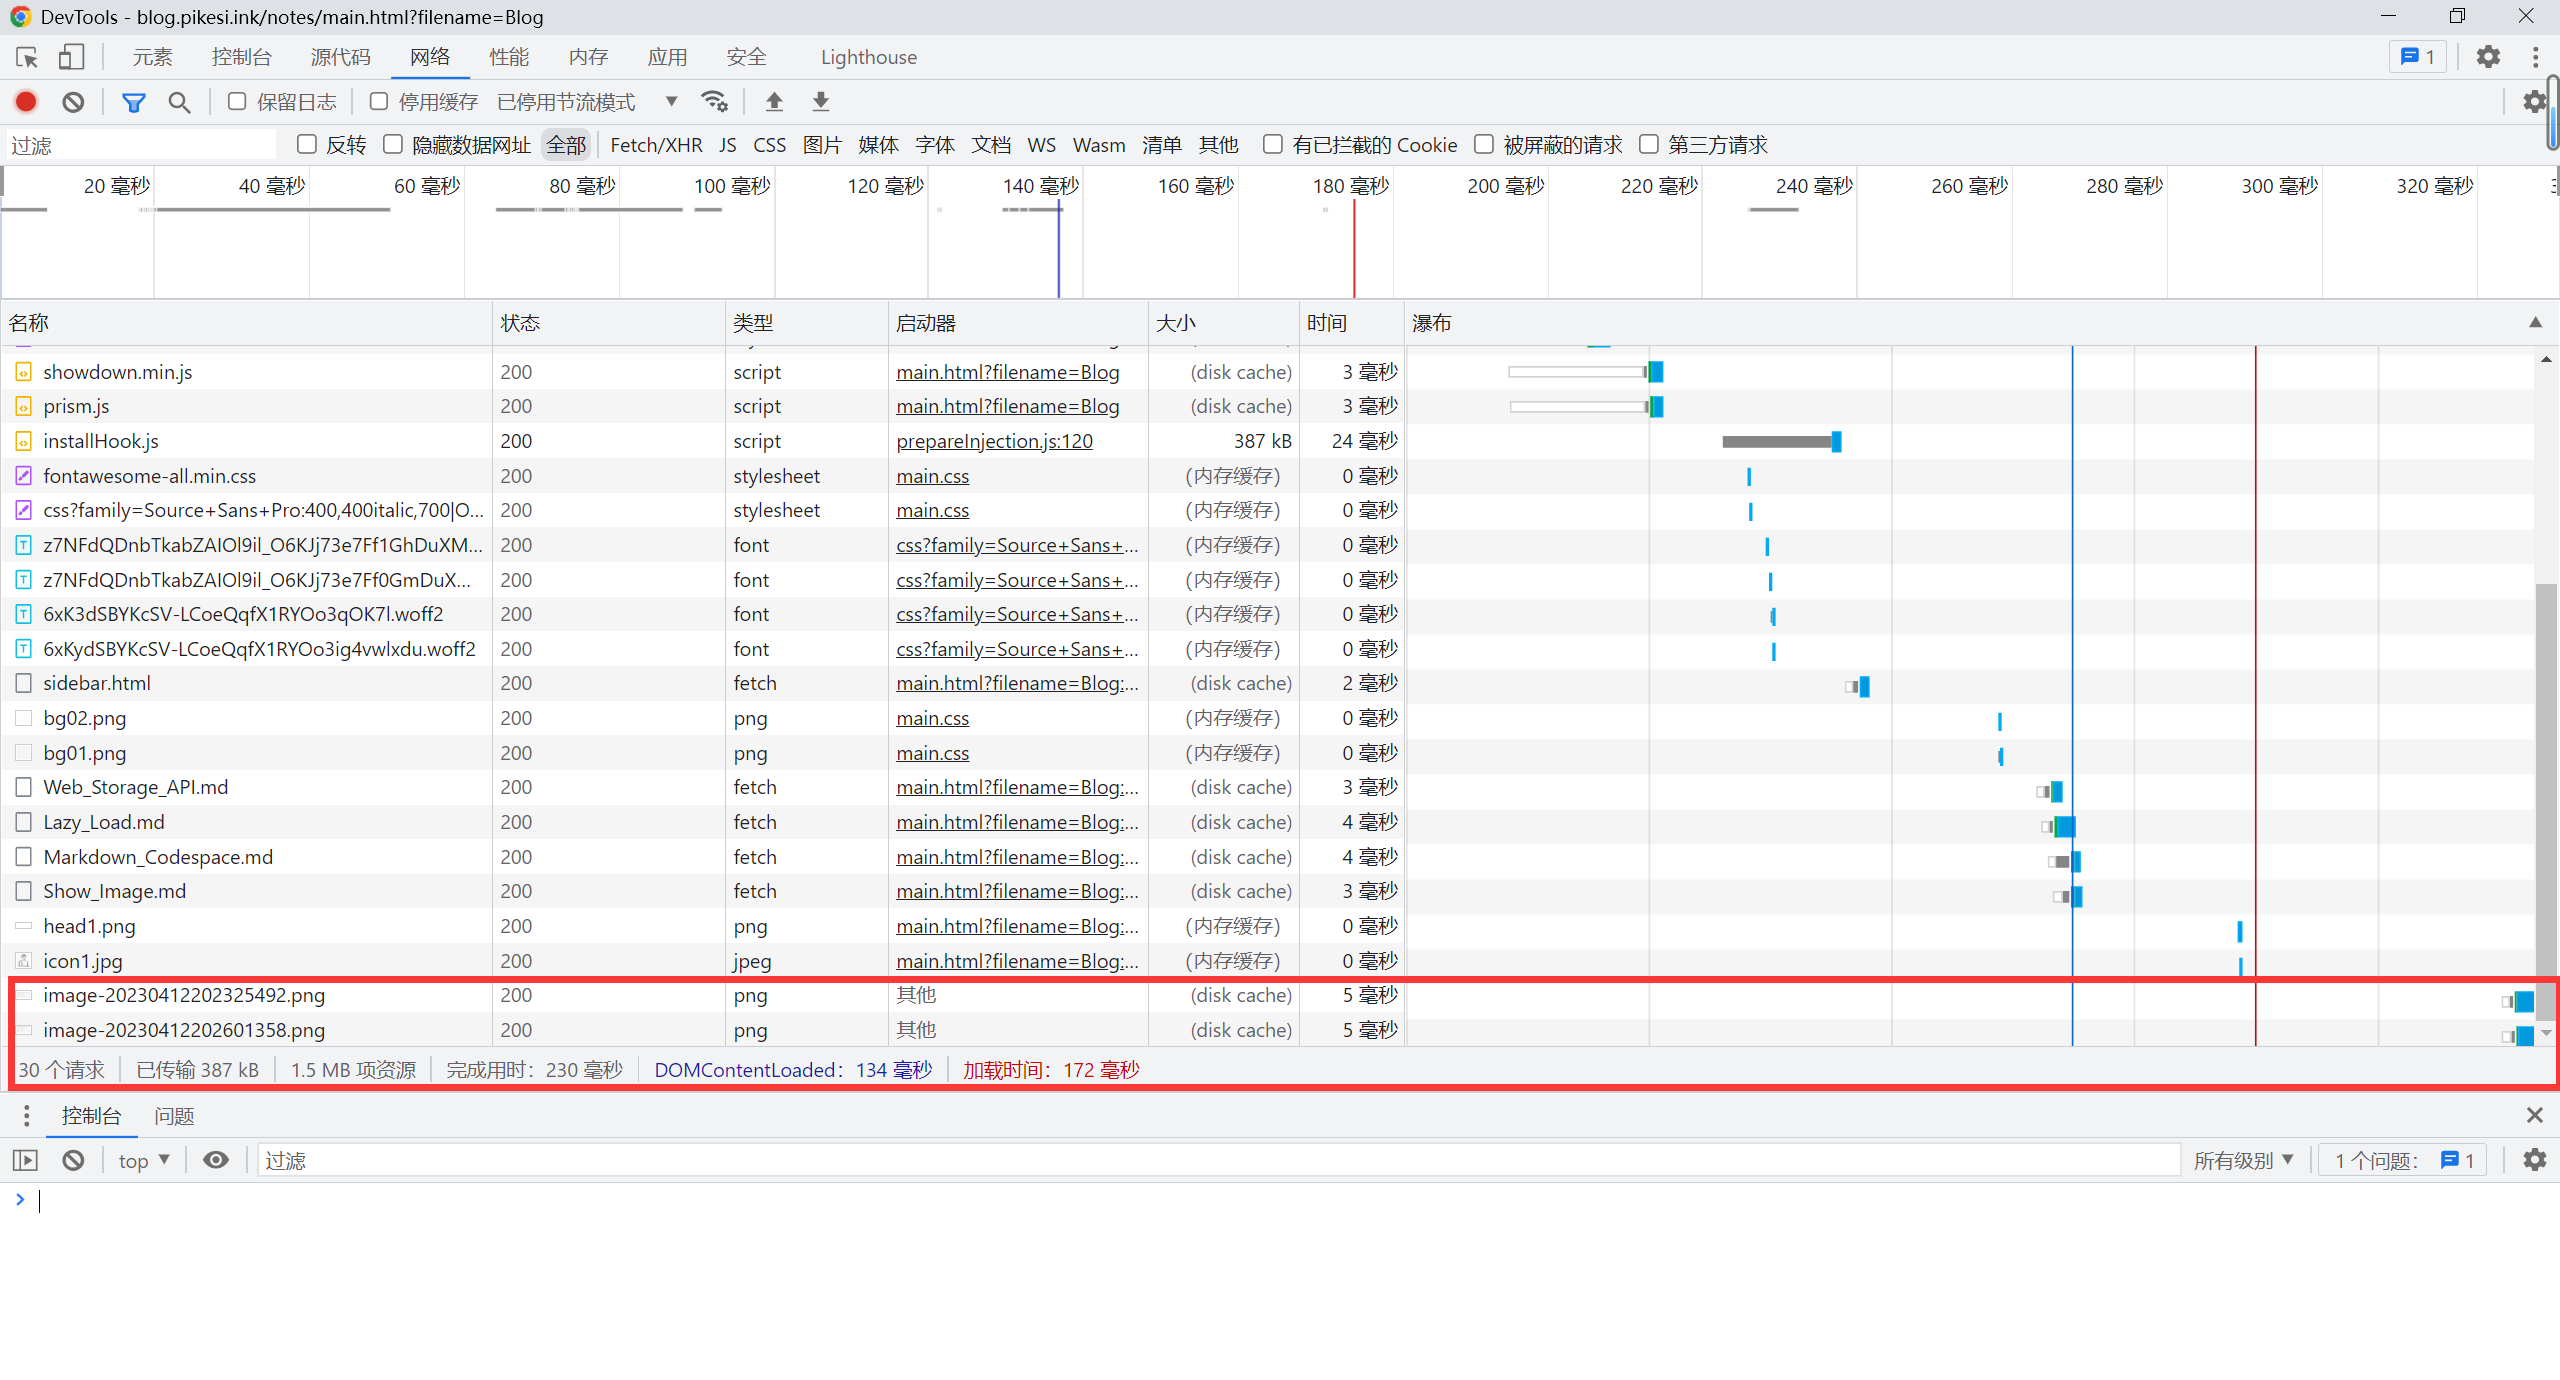 DevTools - blog.pikesi.ink/notes/main.html?filename=Blog
元素 控制台 源代码 网络 性能 内存 应用 安全 Lighthouse 1
保留日志 停用缓存 已停用节流模式
过滤 反转 隐藏数据网址 全部 Fetch/XHR JS CSS 图片 媒体 字体 文档 WS Wasm 清单 其他 有已拦截的 Cookie 被屏蔽的请求 第三方请求
20 毫秒 40 毫秒 60 毫秒 80 毫秒 100 毫秒 120 毫秒 140 毫秒 160 毫秒 180 毫秒 200 毫秒 220 毫秒 240 毫秒 260 毫秒 280 毫秒 300 毫秒 320 毫秒
名称 状态 类型 启动器 大小 时间 瀑布
showdown.min.js 200 script main.html?filename=Blog (disk cache) 3 毫秒
prism.js 200 script main.html?filename=Blog (disk cache) 3 毫秒
installHook.js 200 script prepareInjection.js:120 387 kB 24 毫秒
fontawesome-all.min.css 200 stylesheet main.css (内存缓存) 0 毫秒
css?family=Source+Sans+Pro:400,400italic,700|O... 200 stylesheet main.css (内存缓存) 0 毫秒
z7NFdQDnbTkabZAIOl9il_O6KJj73e7Ff1GhDuXM... 200 font css?family=Source+Sans+... (内存缓存) 0 毫秒
z7NFdQDnbTkabZAIOl9il_O6KJj73e7Ff0GmDuX... 200 font css?family=Source+Sans+... (内存缓存) 0 毫秒
6xK3dSBYKcSV-LCoeQqfX1RYOo3qOK7l.woff2 200 font css?family=Source+Sans+... (内存缓存) 0 毫秒
6xKydSBYKcSV-LCoeQqfX1RYOo3ig4vwlxdu.woff2 200 font css?family=Source+Sans+... (内存缓存) 0 毫秒
sidebar.html 200 fetch main.html?filename=Blog:... (disk cache) 2 毫秒
bg02.png 200 png main.css (内存缓存) 0 毫秒
bg01.png 200 png main.css (内存缓存) 0 毫秒
Web_Storage_API.md 200 fetch main.html?filename=Blog:... (disk cache) 3 毫秒
Lazy_Load.md 200 fetch main.html?filename=Blog:... (disk cache) 4 毫秒
Markdown_Codespace.md 200 fetch main.html?filename=Blog:... (disk cache) 4 毫秒
Show_Image.md 200 fetch main.html?filename=Blog:... (disk cache) 3 毫秒
head1.png 200 png main.html?filename=Blog:... (内存缓存) 0 毫秒
icon1.jpg 200 jpeg main.html?filename=Blog:... (内存缓存) 0 毫秒
image-20230412202325492.png 200 png 其他 (disk cache) 5 毫秒
image-20230412202601358.png 200 png 其他 (disk cache) 5 毫秒
30 个请求 已传输 387 kB 1.5 MB 项资源 完成用时：230 毫秒 DOMContentLoaded：134 毫秒 加载时间：172 毫秒
控制台 问题
top 过滤 所有级别 1 个问题： 1